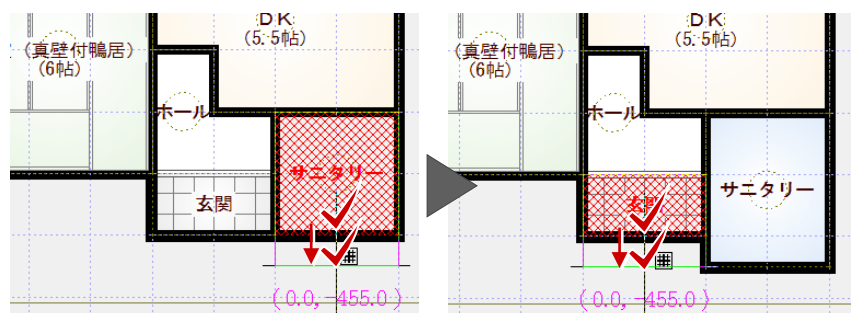 DK
(5.5帖)
(真壁付鴨居)
(6帖)
ホール
サニタリー
玄関
(0.0,-455.0)
DK
(5.5帖)
(真壁付鴨居)
(6帖)
ホール
サニタリー
玄関
(0.0,-455.0)